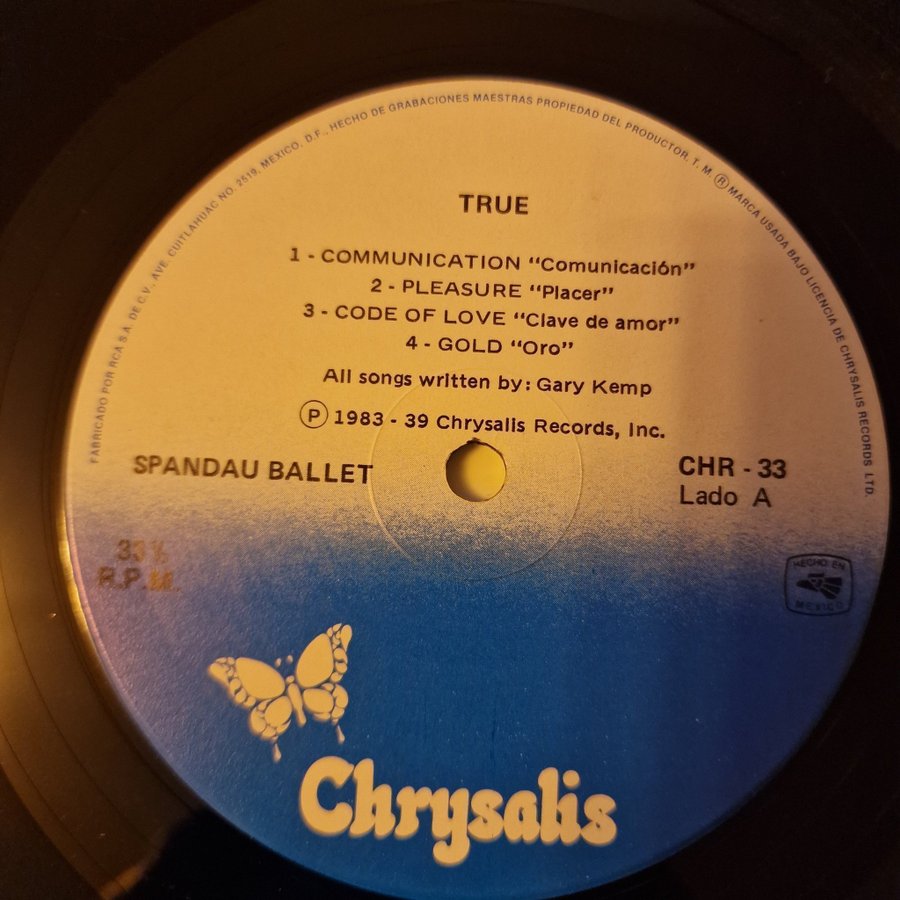 FABRICADO POR RCA S.A. DE C.V., AVE. CUITLAHUAC NO. 2519, MEXICO, D.F., HECHO DE GRABACIONES MAESTRAS PROPIEDAD DEL PRODUCTOR, T. M. ® MARCA USADA BAJO LICENCIA DE CHRYSALIS RECORDS LTD.
TRUE
1 - COMMUNICATION "Comunicación"
2 - PLEASURE "Placer"
3 - CODE OF LOVE "Clave de amor"
4 - GOLD "Oro"
All songs written by: Gary Kemp
Ⓟ 1983 - 39 Chrysalis Records, Inc.
SPANDAU BALLET
CHR - 33
Lado A
33⅓
R.P.M.
HECHO EN
MEXICO
Chrysalis